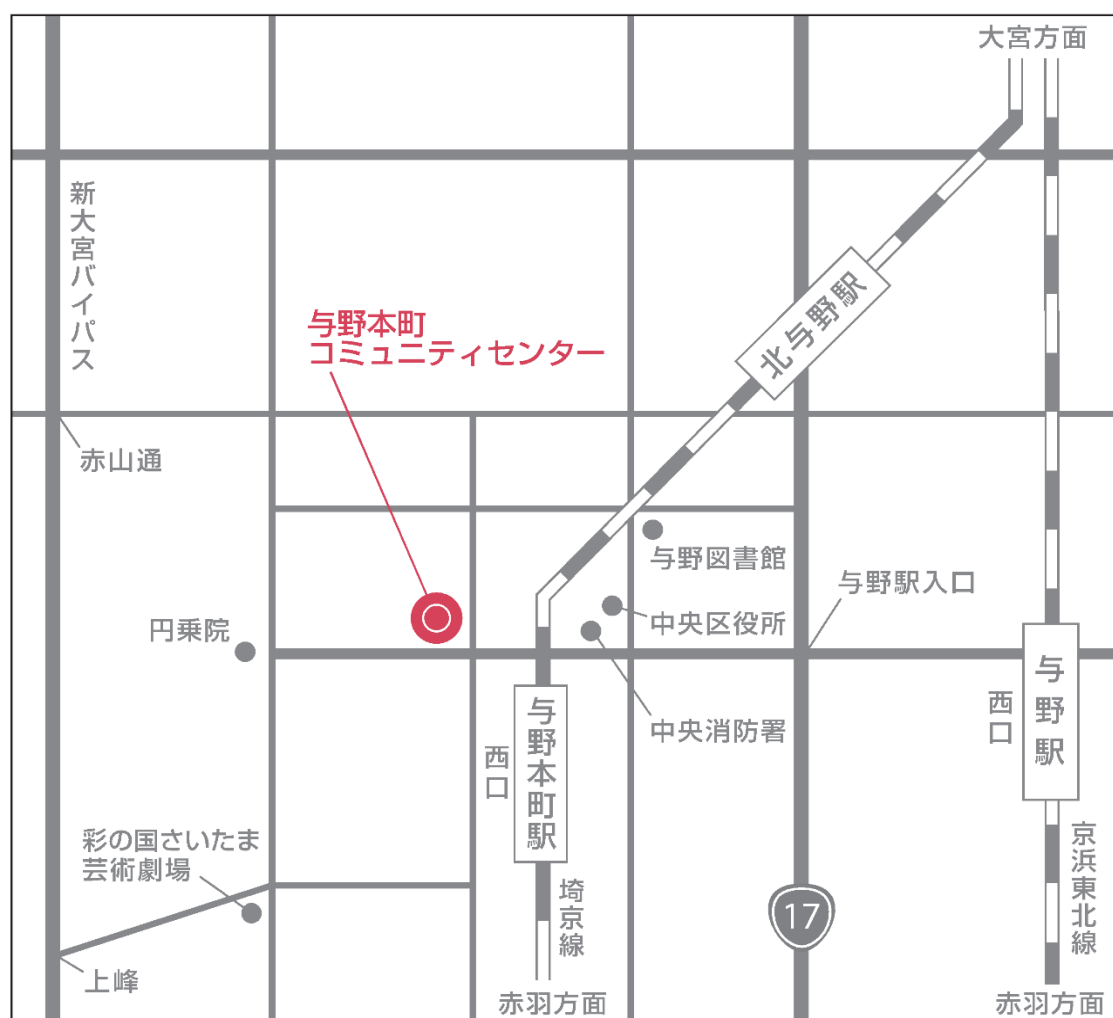 大宮方面
新大宮バイパス
北与野駅
与野本町
コミュニティセンター
赤山通
与野図書館
与野駅入口
中央区役所
円乗院
与野駅
西口
中央消防署
与野本町駅
西口
彩の国さいたま
芸術劇場
京浜東北線
埼京線
17
上峰
赤羽方面
赤羽方面